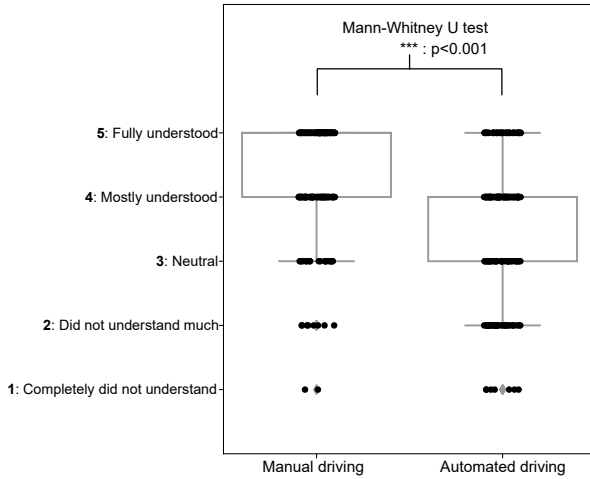 Mann-Whitney U test
*** : p<0.001
5: Fully understood
4: Mostly understood
3: Neutral
2: Did not understand much
1: Completely did not understand
Manual driving
Automated driving